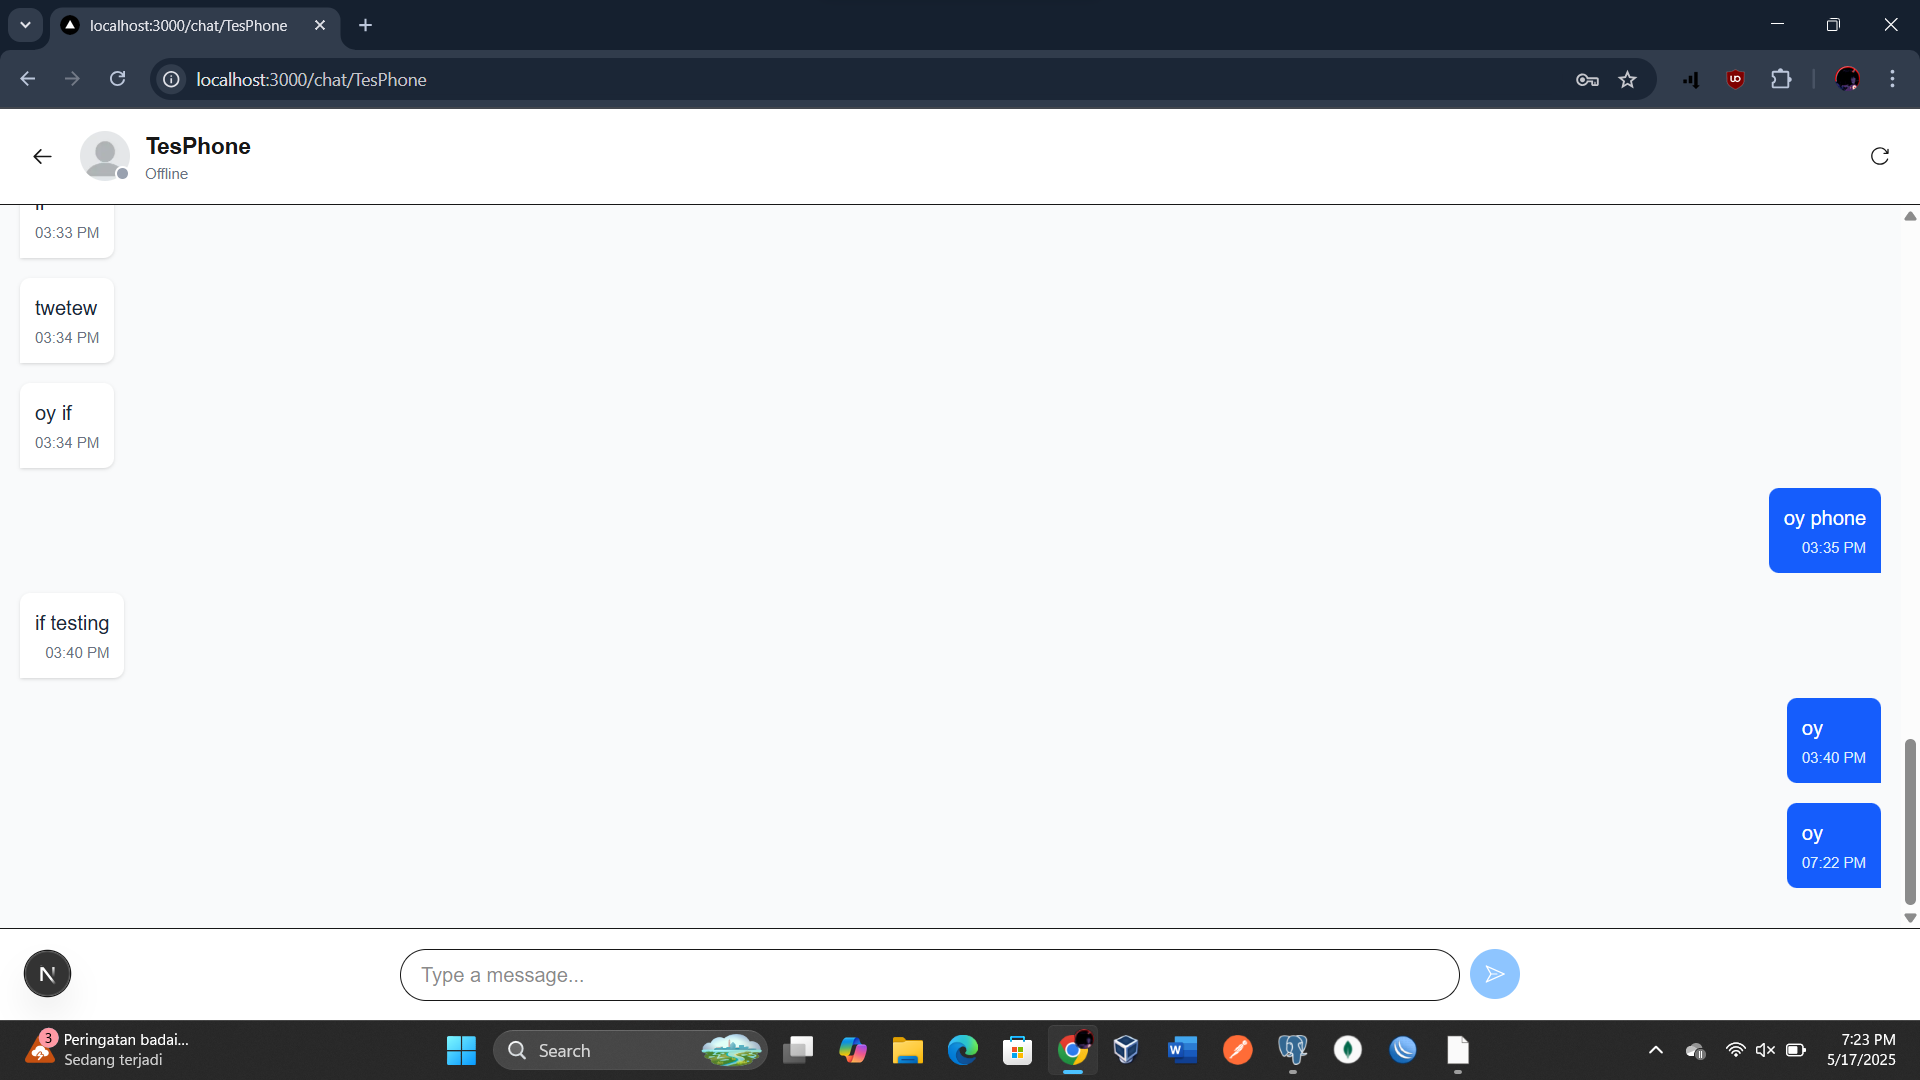 localhost:3000/chat/TesPhone
localhost:3000/chat/TesPhone
TesPhone
Offline
03:33 PM
twetew
03:34 PM
oy if
03:34 PM
oy phone
03:35 PM
if testing
03:40 PM
oy
03:40 PM
oy
07:22 PM
N
Type a message...
3
Peringatan badai...
Sedang terjadi
Search
7:23 PM
5/17/2025